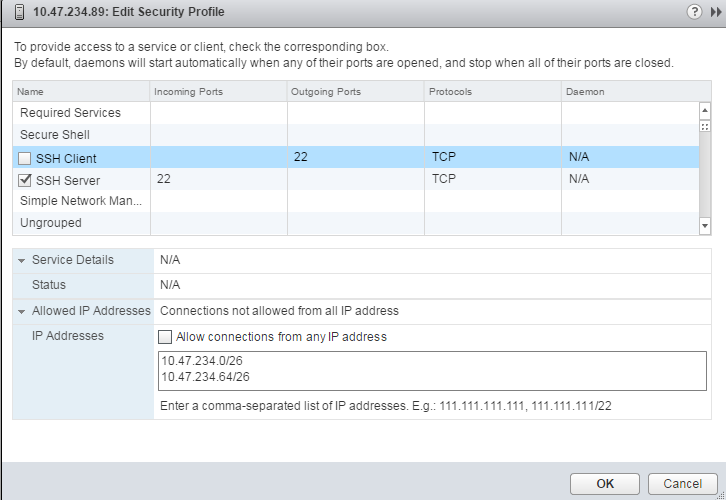 10.47.234.89: Edit Security Profile
To provide access to a service or client, check the corresponding box.
By default, daemons will start automatically when any of their ports are opened, and stop when all of their ports are closed.
Name Incoming Ports Outgoing Ports Protocols Daemon
Required Services
Secure Shell
SSH Client 22 TCP N/A
SSH Server 22 TCP N/A
Simple Network Man...
Ungrouped
Service Details N/A
Status N/A
Allowed IP Addresses Connections not allowed from all IP address
IP Addresses Allow connections from any IP address
10.47.234.0/26
10.47.234.64/26
Enter a comma-separated list of IP addresses. E.g.: 111.111.111.111, 111.111.111/22
OK Cancel